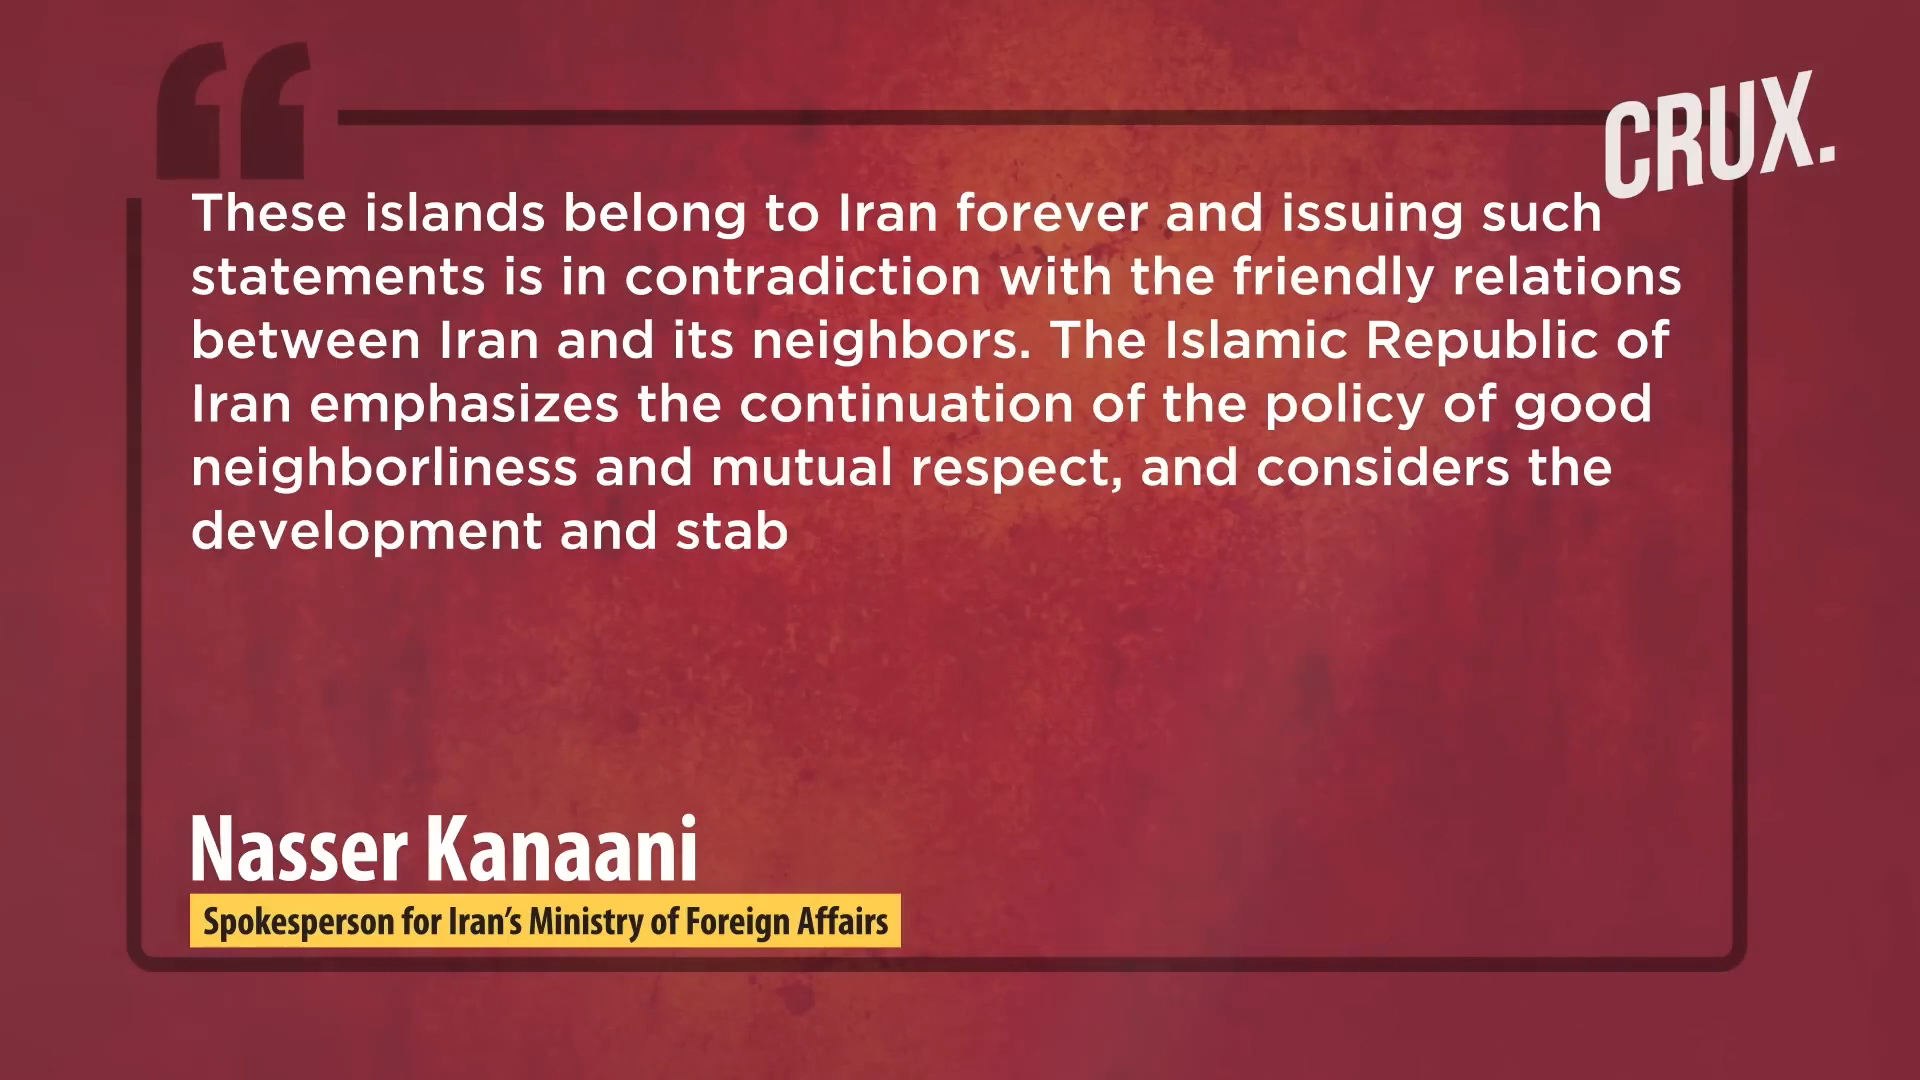 CRUX.
These islands belong to Iran forever and issuing such
statements is in contradiction with the friendly relations
between Iran and its neighbors. The Islamic Republic of
Iran emphasizes the continuation of the policy of good
neighborliness and mutual respect, and considers the
development and stab
Nasser Kanaani
Spokesperson for Iran's Ministry of Foreign Affairs